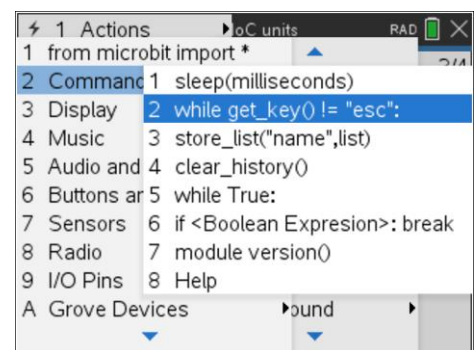 1 Actions oC units RAD
1 from microbit import * 2/4
2 Command
3 Display
4 Music
5 Audio and
6 Buttons ar
7 Sensors
8 Radio
9 I/O Pins
A Grove Devices ound
1 sleep(milliseconds)
2 while get_key() != "esc":
3 store_list("name",list)
4 clear_history()
5 while True:
6 if <Boolean Expresion>: break
7 module version()
8 Help